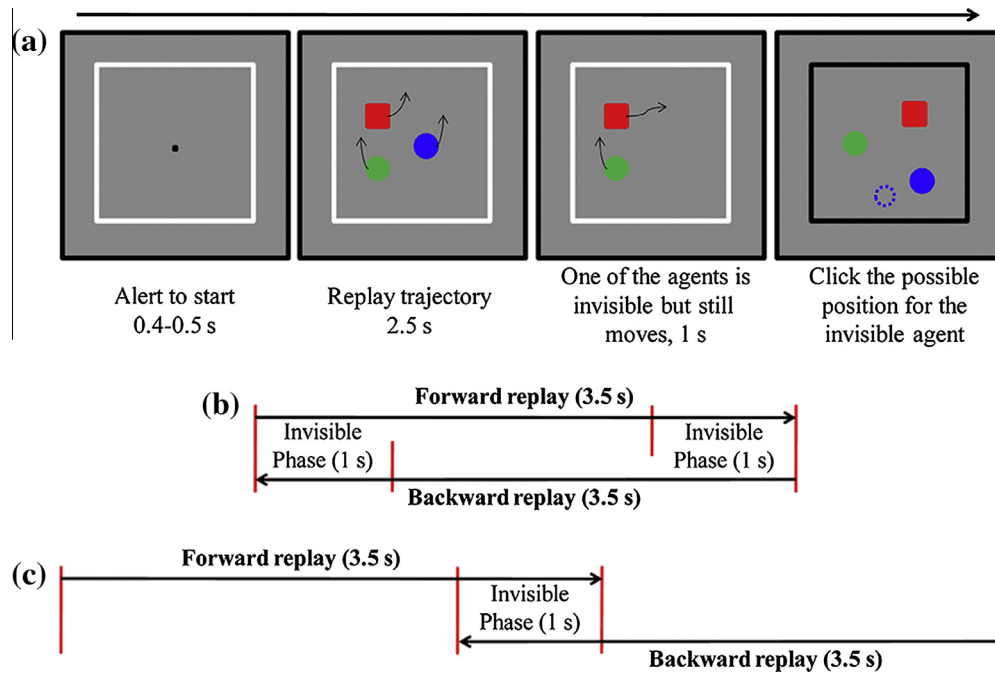 (a)
Alert to start
0.4-0.5 s
Replay trajectory
2.5 s
One of the agents is
invisible but still
moves, 1 s
Click the possible
position for the
invisible agent
(b)
Forward replay (3.5 s)
Invisible
Phase (1 s)
Invisible
Phase (1 s)
Backward replay (3.5 s)
(c)
Forward replay (3.5 s)
Invisible
Phase (1 s)
Backward replay (3.5 s)